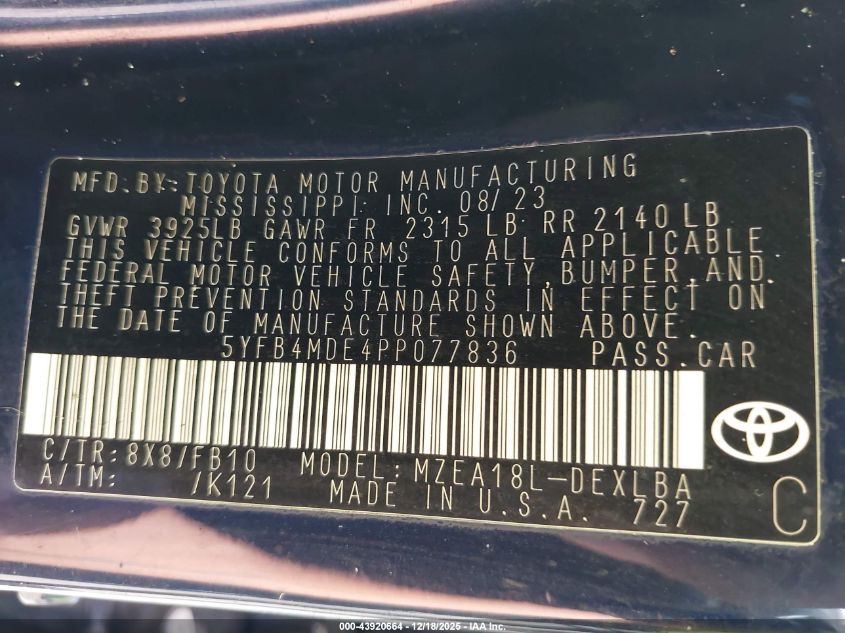 MFD. BY: TOYOTA MOTOR MANUFACTURING
MISSISSIPPI, INC. 08/23
GVWR 3925LB GAWR FR 2315 LB RR 2140 LB
THIS VEHICLE CONFORMS TO ALL APPLICABLE
FEDERAL MOTOR VEHICLE SAFETY, BUMPER, AND
THEFT PREVENTION STANDARDS IN EFFECT ON
THE DATE OF MANUFACTURE SHOWN ABOVE.
5YFB4MDE4PP077836 PASS.CAR
C/TR: 8X8/FB10 MODEL: MZEA18L-DEXLBA
A/TM: /K121 MADE IN U.S.A. 727 C
000-43920664 - 12/18/2025 - IAA Inc.